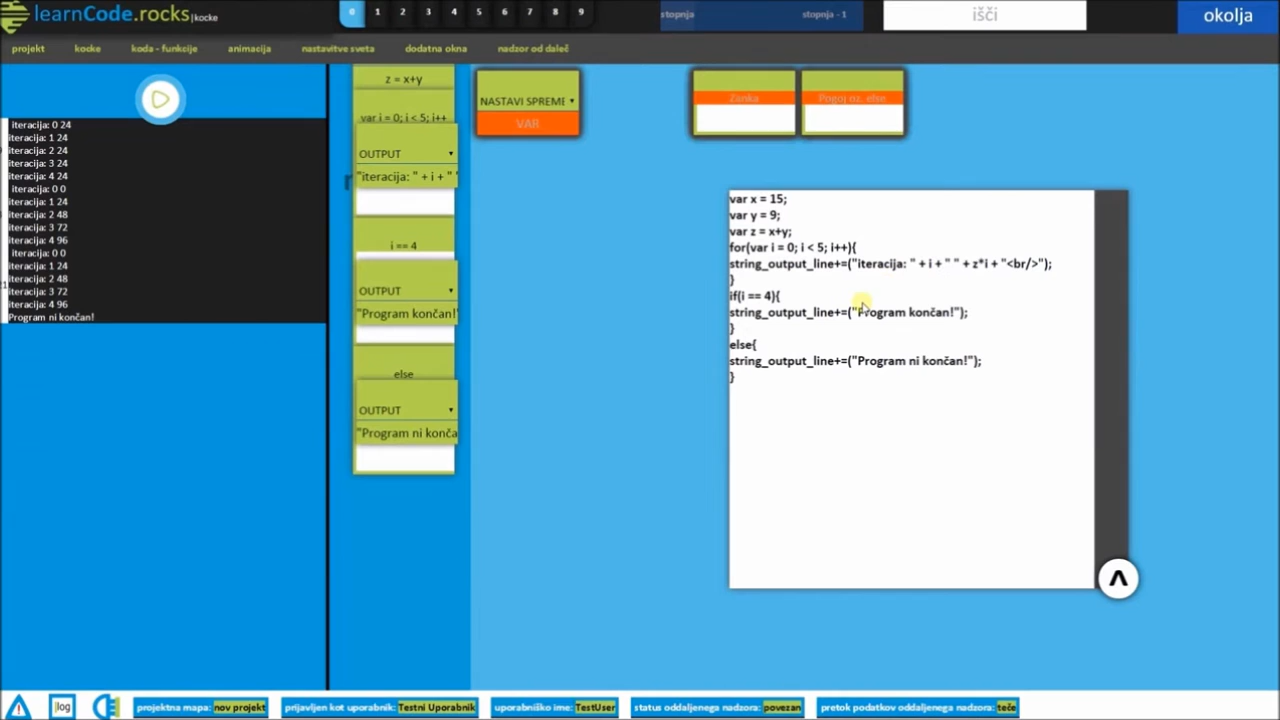 learnCode.rocks|kocke
0 1 2 3 4 5 6 7 8 9
stopnja
stopnja - 1
išči
okolja
projekt kocke koda - funkcije animacija nastavitve sveta dodatna okna nadzor od daleč
iteracija: 0 24
iteracija: 1 24
iteracija: 2 24
iteracija: 3 24
iteracija: 4 24
iteracija: 0 0
iteracija: 1 24
iteracija: 2 48
iteracija: 3 72
iteracija: 4 96
iteracija: 0 0
iteracija: 1 24
iteracija: 2 48
iteracija: 3 72
iteracija: 4 96
Program ni končan!
z = x+y
var i = 0; i < 5; i++
OUTPUT
"iteracija: " + i + " "
i == 4
OUTPUT
"Program končan!"
else
OUTPUT
"Program ni konča
NASTAVI SPREME
VAR
Zanka
Pogoj oz. else
var x = 15;
var y = 9;
var z = x+y;
for(var i = 0; i < 5; i++){
string_output_line+=("iteracija: " + i + " " + z*i + "<br/>");
}
if(i == 4){
string_output_line+=("Program končan!");
}
else{
string_output_line+=("Program ni končan!");
}
|log
projektna mapa: nov projekt
prijavljen kot uporabnik: Testni Uporabnik
uporabniško ime: TestUser
status oddaljenega nadzora: povezan
pretok podatkov oddaljenega nadzora: teče